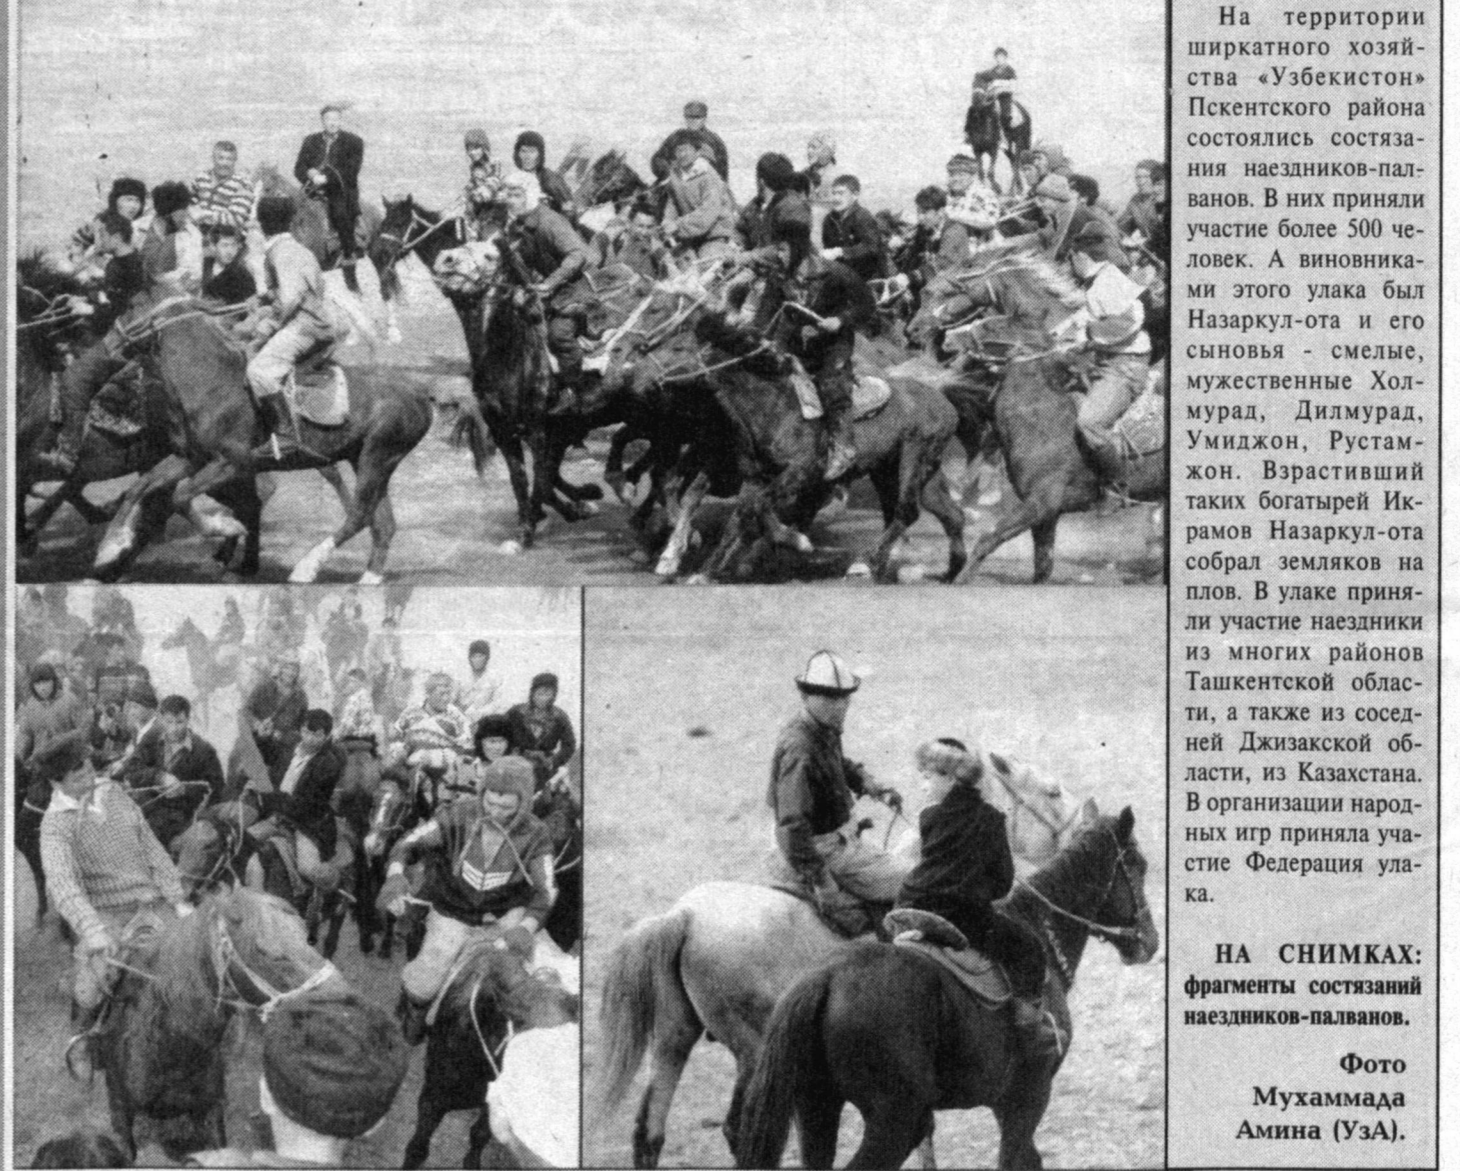 На территории
ширкатного хозяй-
ства «Узбекистон»
Пскентского района
состоялись состяза-
ния наездников-пал-
ванов. В них приняли
участие более 500 че-
ловек. А виновника-
ми этого улака был
Назаркул-ота и его
сыновья - смелые,
мужественные Хол-
мурад, Дилмурад,
Умиджон, Рустам-
жон. Взрастивший
таких богатырей Ик-
рамов Назаркул-ота
собрал земляков на
плов. В улаке приня-
ли участие наездники
из многих районов
Ташкентской облас-
ти, а также из сосед-
ней Джизакской об-
ласти, из Казахстана.
В организации народ-
ных игр приняла уча-
стие Федерация ула-
ка.
НА СНИМКАХ:
фрагменты состязаний
наездников-палванов.
Фото
Мухаммада
Амина (УзА).